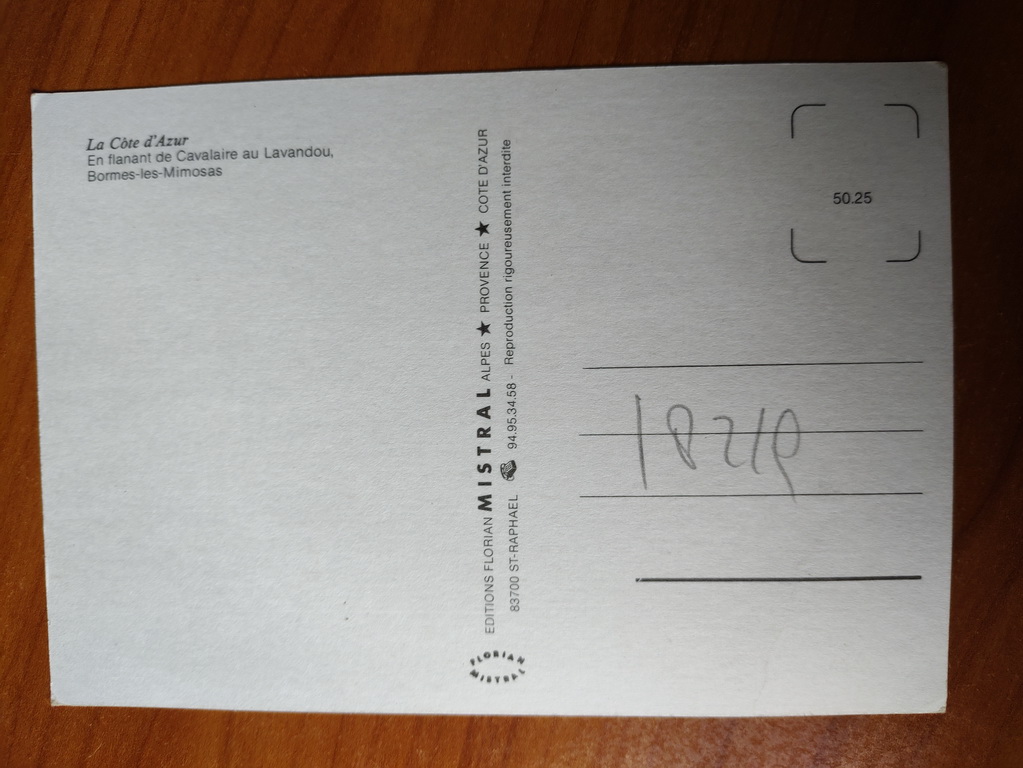 La Côte d'Azur
En flanant de Cavalaire au Lavandou,
Bormes-les-Mimosas
EDITIONS FLORIAN MISTRAL ALPES ★ PROVENCE ★ COTE D'AZUR
83700 ST-RAPHAEL 94.95.34.58 - Reproduction rigoureusement interdite
FLORIAN
MISTRAL
50.25